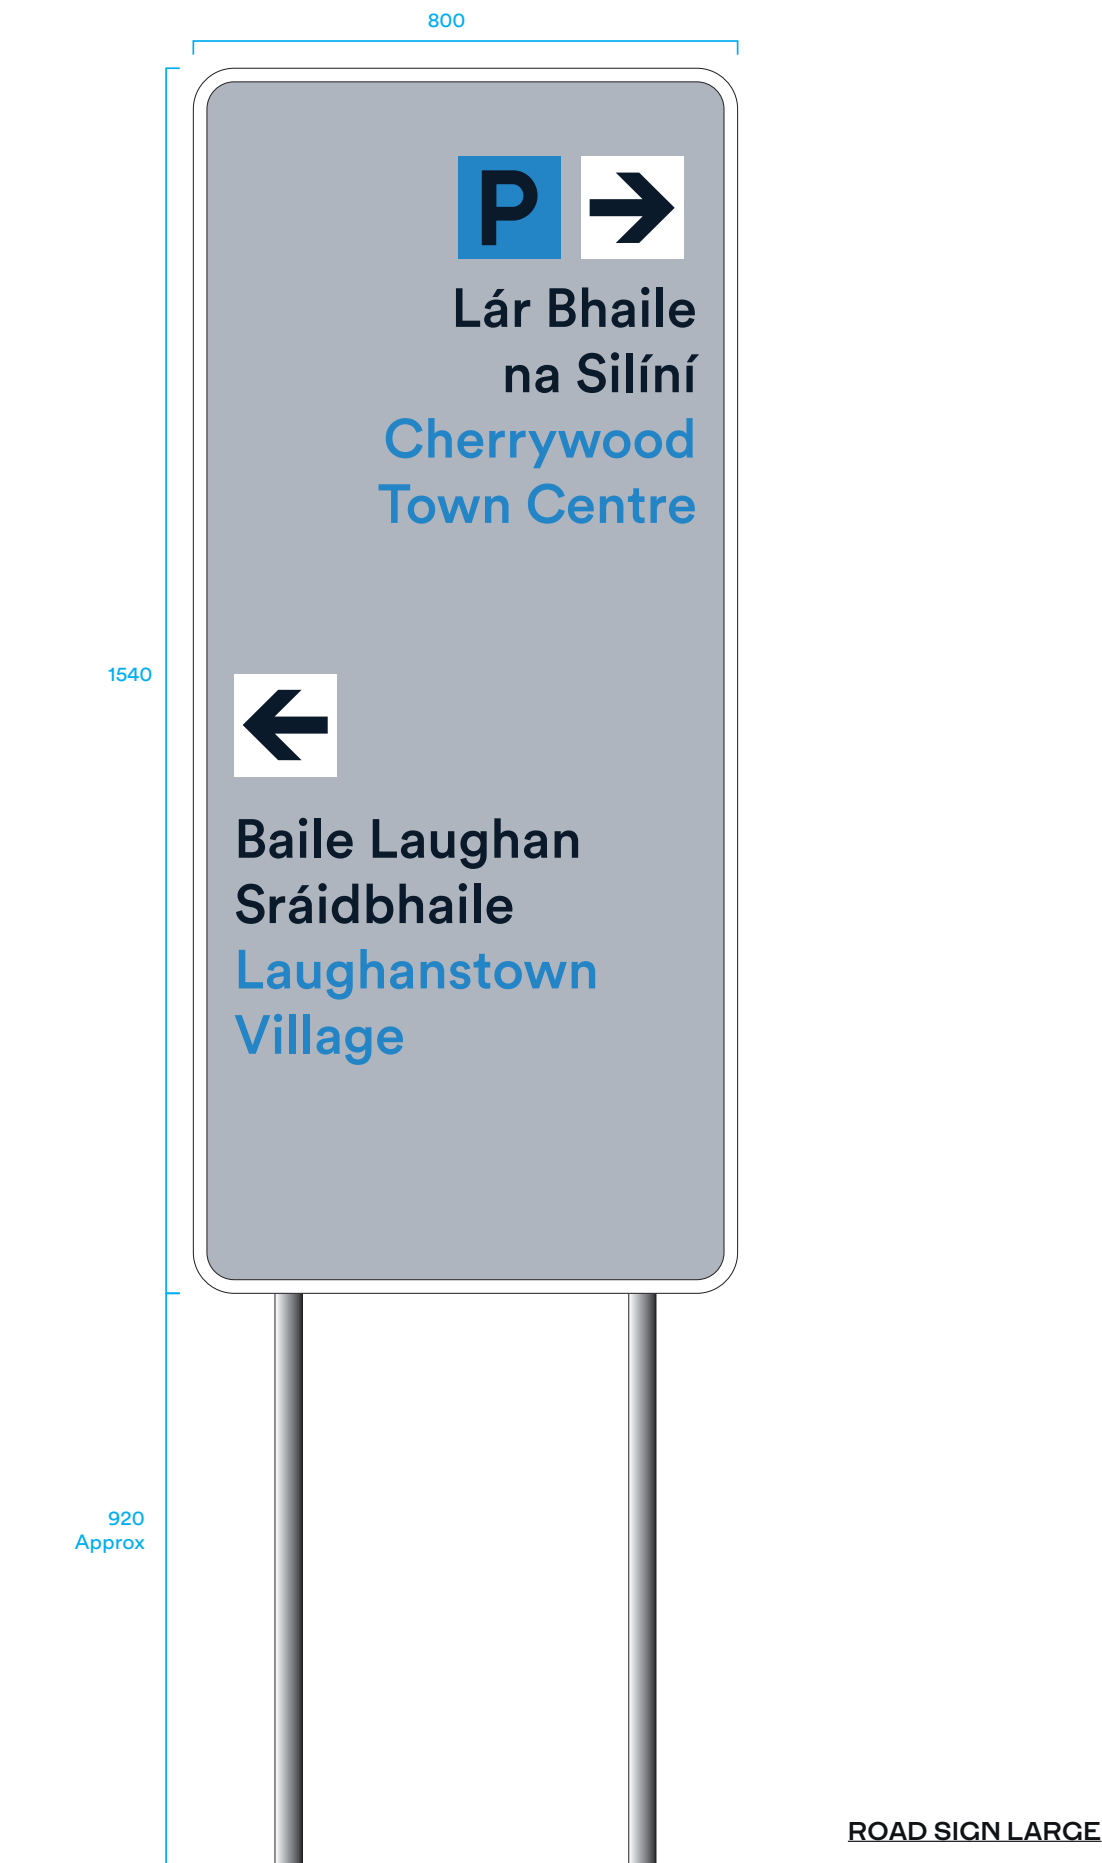 800
P
Lár Bhaile
na Silíní
Cherrywood
Town Centre
1540
Baile Laughan
Sráidbhaile
Laughanstown
Village
920
Approx
ROAD SIGN LARGE